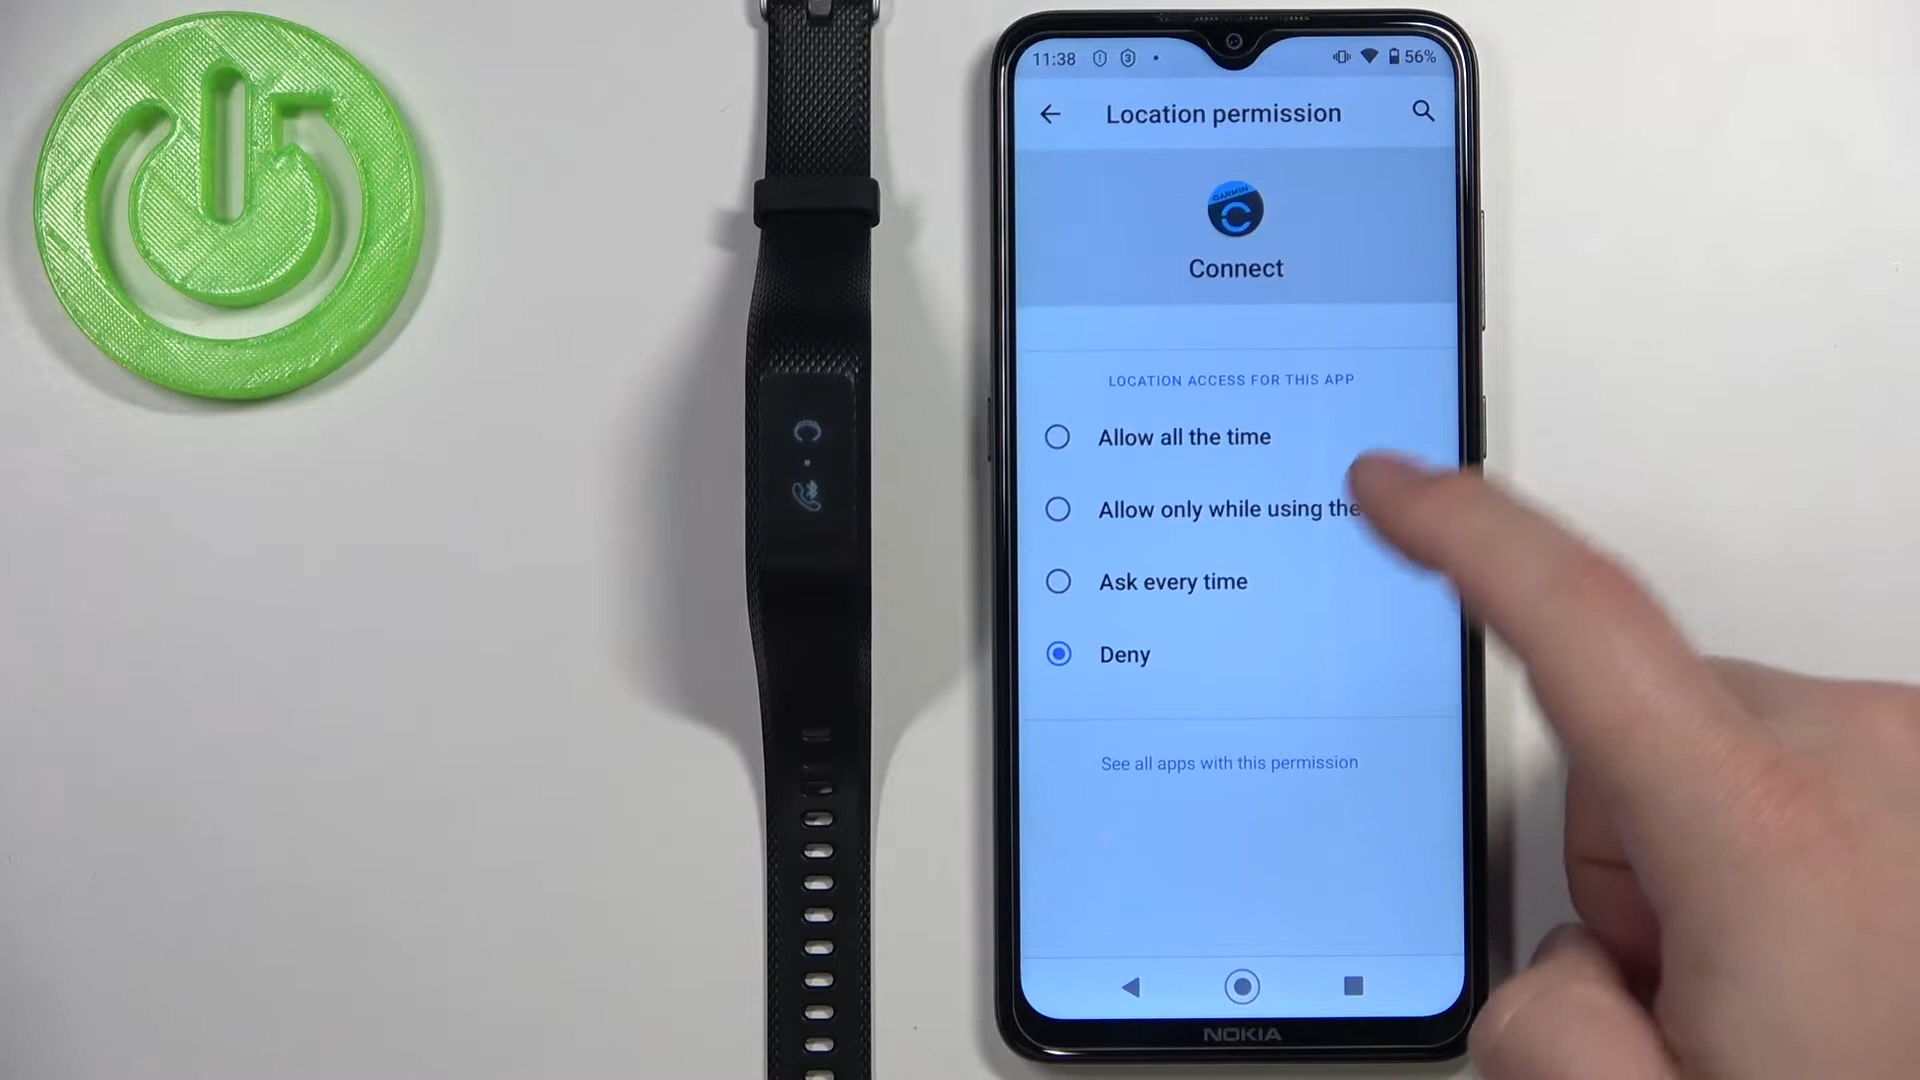 11:38
56%
Location permission
GARMIN
Connect
LOCATION ACCESS FOR THIS APP
Allow all the time
Allow only while using the
Ask every time
Deny
See all apps with this permission
NOKIA